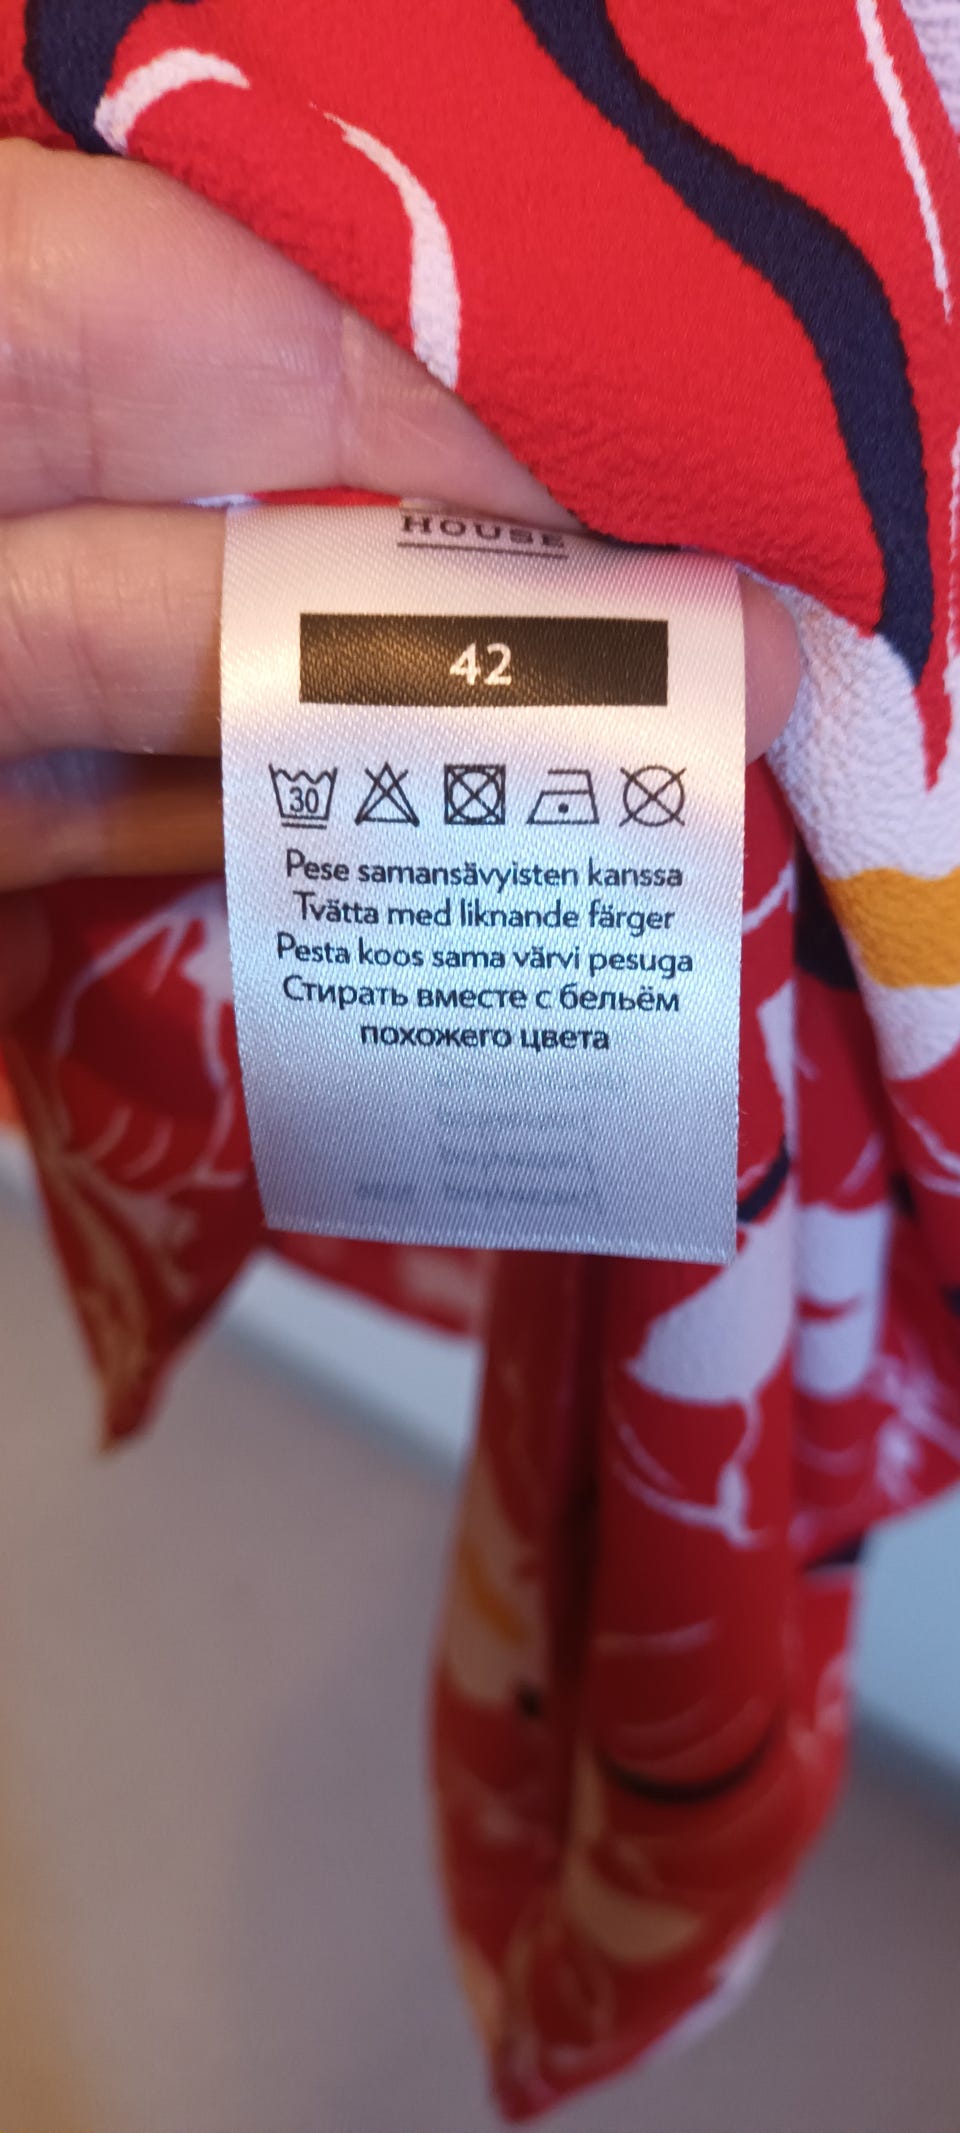 HOUSE
42
30
Pese samansävyisten kanssa
Tvätta med liknande färger
Pesta koos sama värvi pesuga
Стирать вместе с бельём
похожего цвета